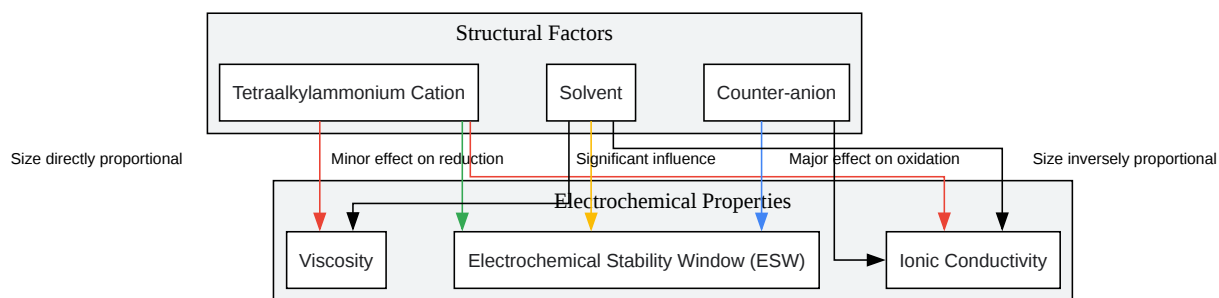 Structural Factors
Tetraalkylammonium Cation
Solvent
Counter-anion
Size directly proportional
Minor effect on reduction
Significant influence
Major effect on oxidation
Size inversely proportional
Electrochemical Properties
Viscosity
Electrochemical Stability Window (ESW)
Ionic Conductivity